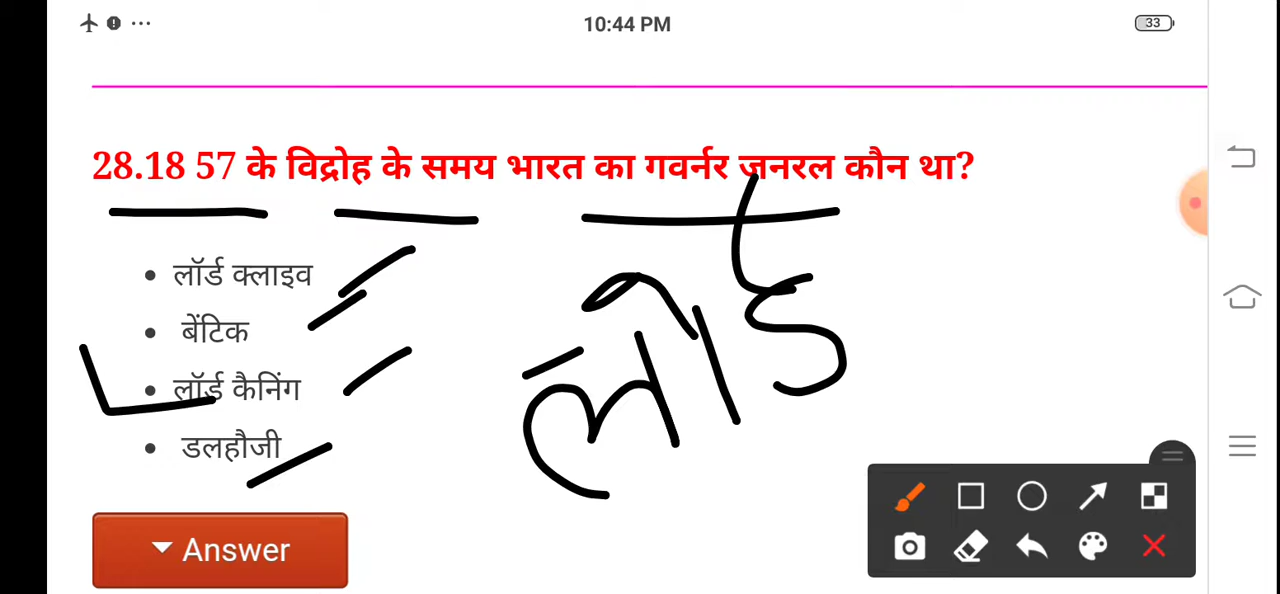 10:44 PM
33
28.18 57 के विद्रोह के समय भारत का गवर्नर जनरल कौन था?
लॉर्ड क्लाइव
बेंटिक
लॉर्ड कैनिंग
डलहौजी
लोर्ड
Answer